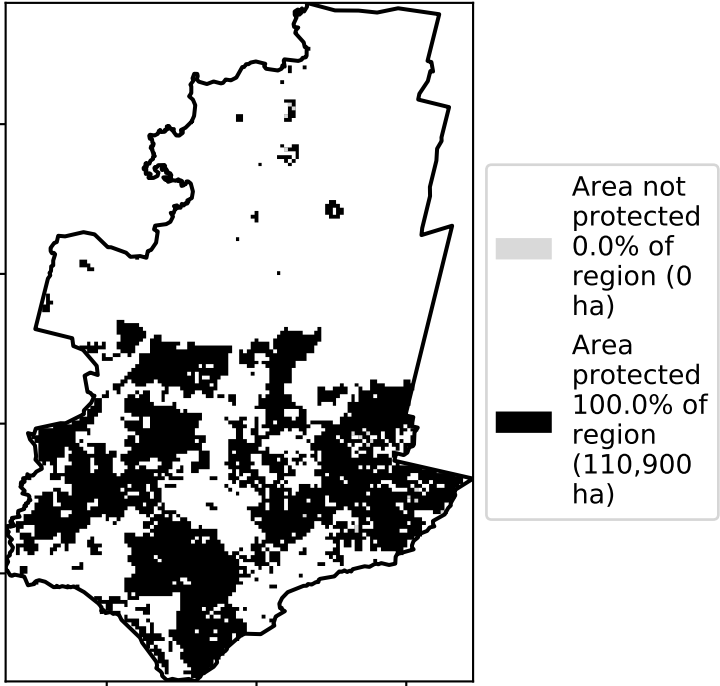 Area not
protected
0.0% of
region (0
ha)
Area
protected
100.0% of
region
(110,900
ha)